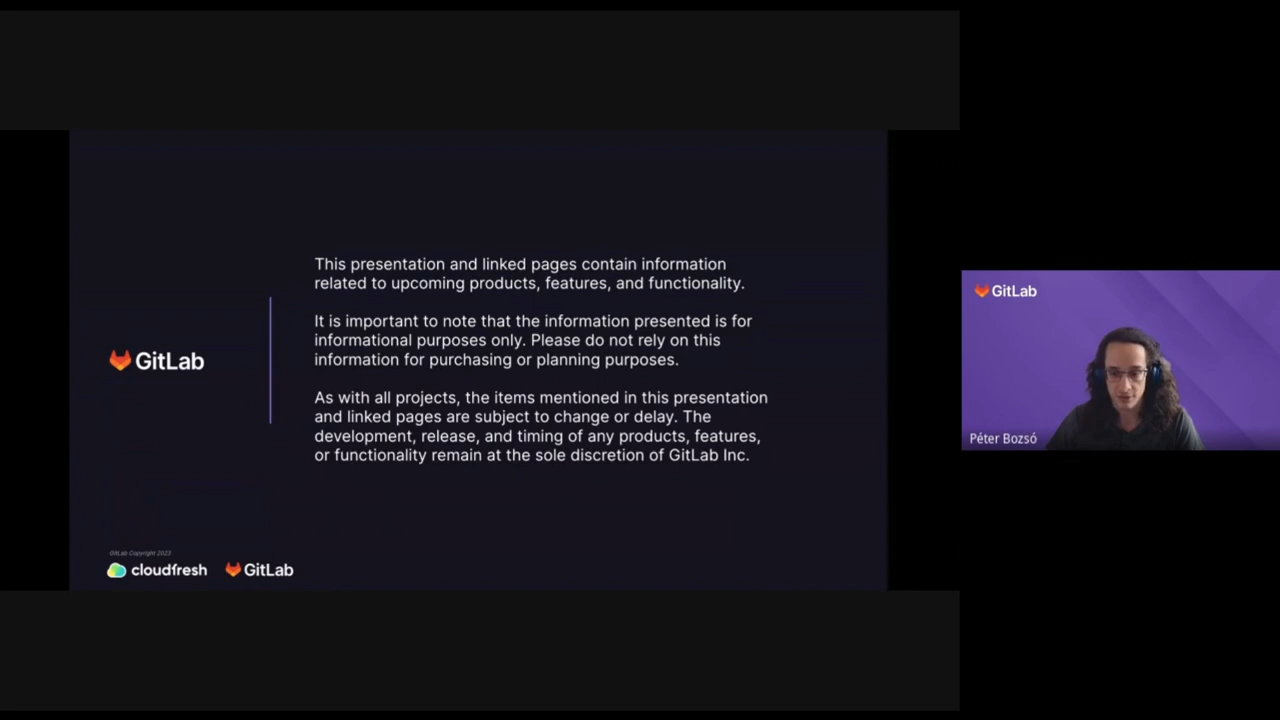 This presentation and linked pages contain information
related to upcoming products, features, and functionality.
It is important to note that the information presented is for
informational purposes only. Please do not rely on this
information for purchasing or planning purposes.
GitLab
As with all projects, the items mentioned in this presentation
and linked pages are subject to change or delay. The
development, release, and timing of any products, features,
or functionality remain at the sole discretion of GitLab Inc.
GitLab Copyright 2023
cloudfresh GitLab
GitLab
Péter Bozsó